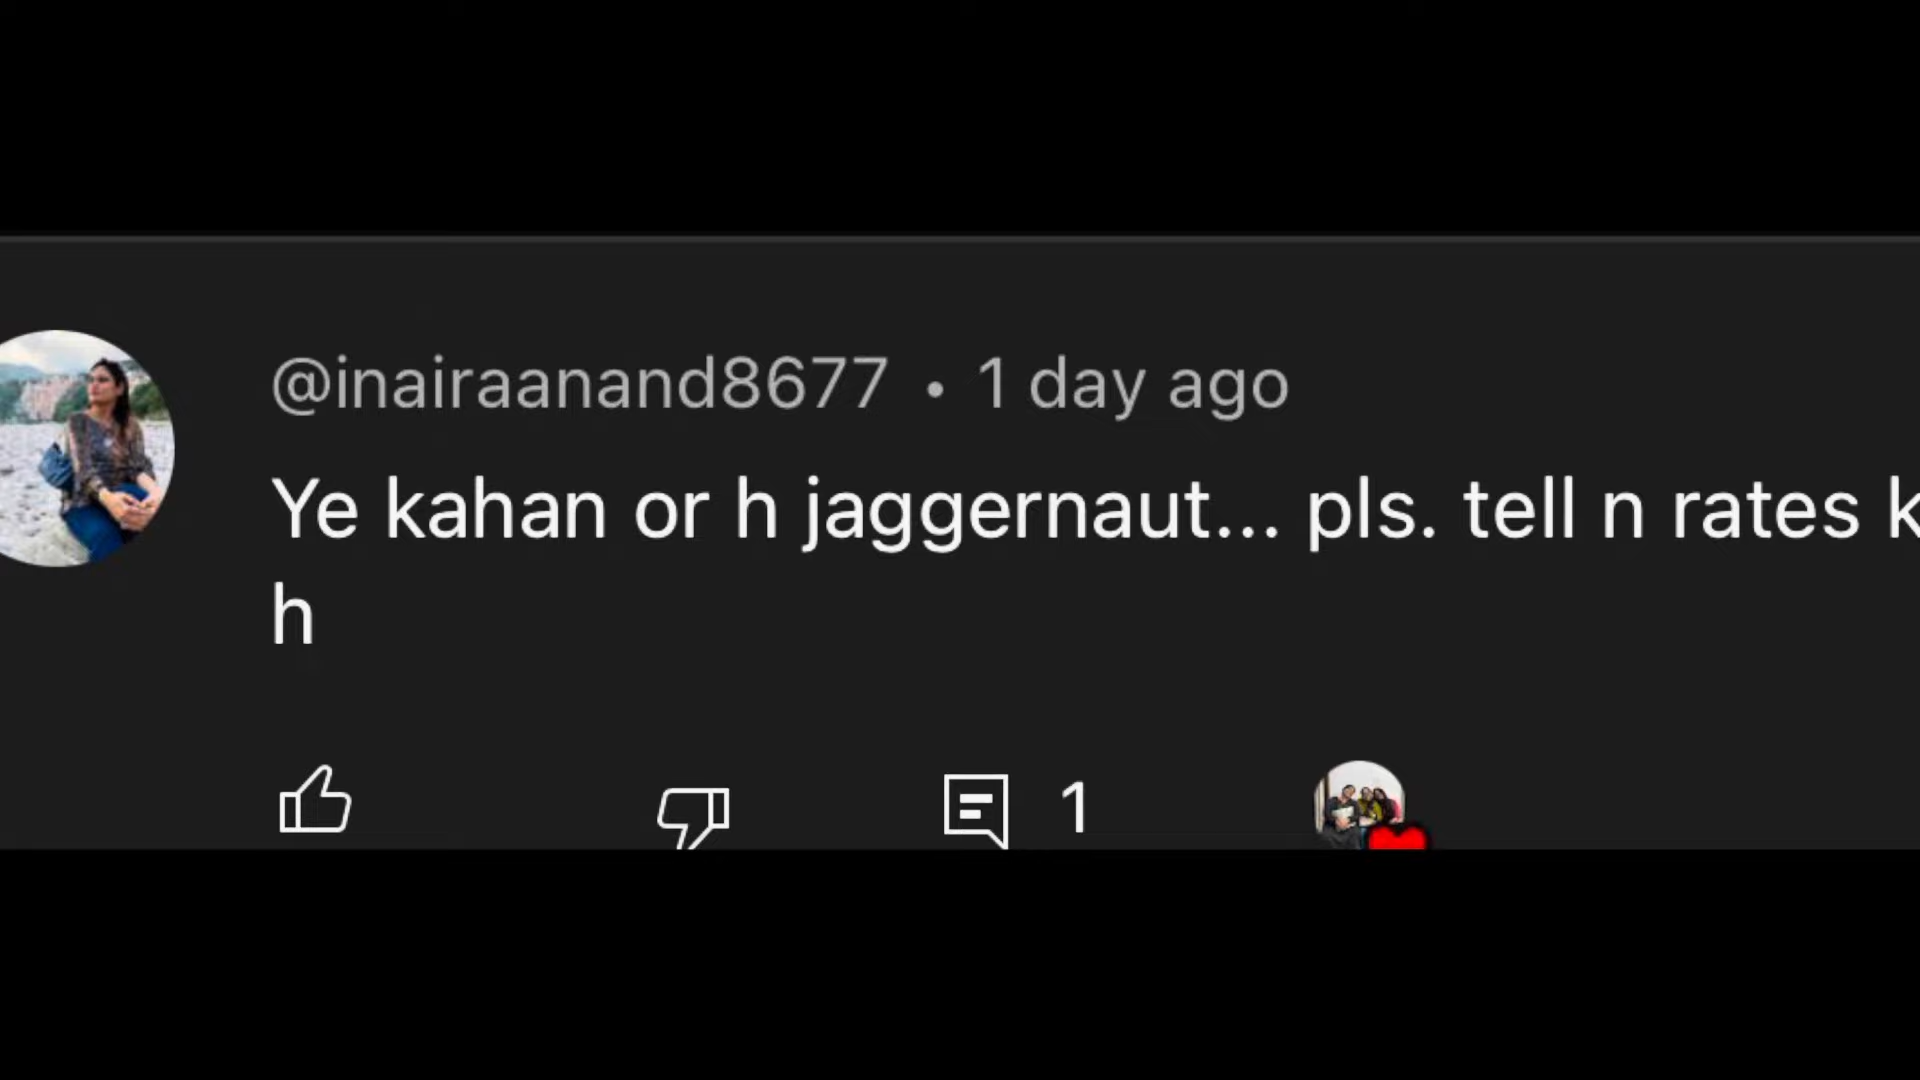 @inairaanand8677 • 1 day ago
Ye kahan or h jaggernaut... pls. tell n rates
h
1